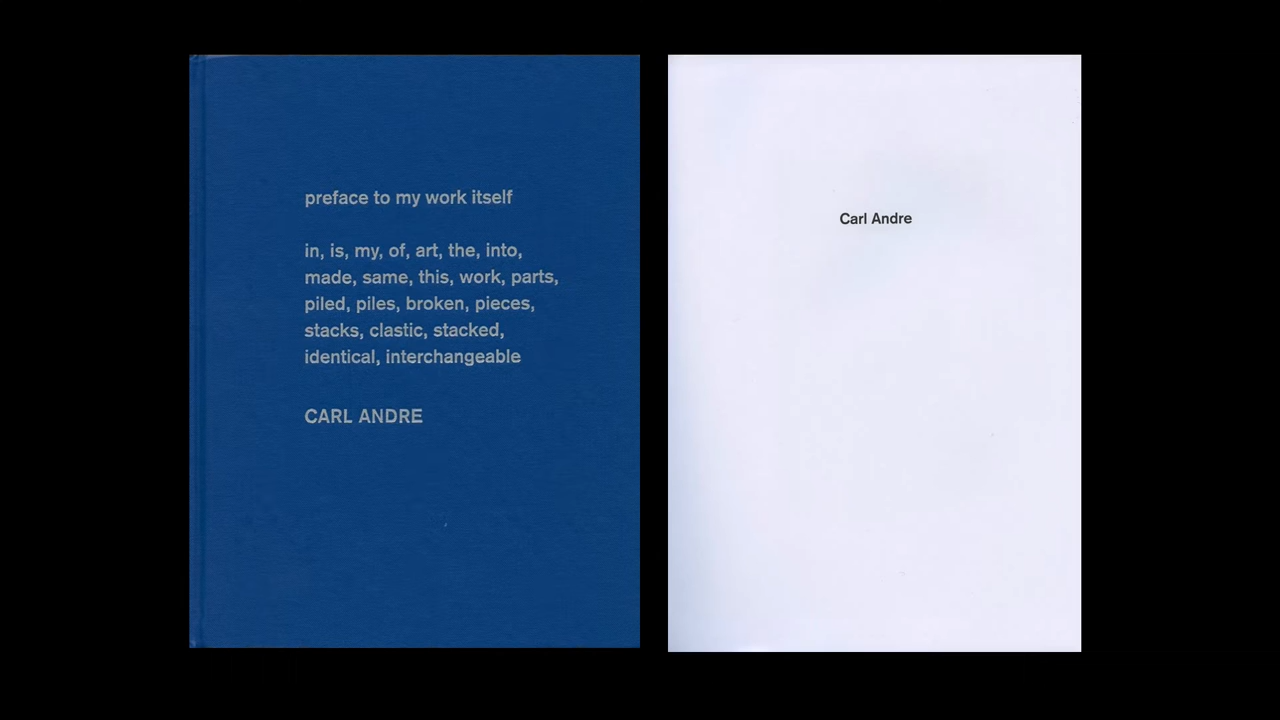 preface to my work itself
in, is, my, of, art, the, into,
made, same, this, work, parts,
piled, piles, broken, pieces,
stacks, clastic, stacked,
identical, interchangeable
CARL ANDRE
Carl Andre